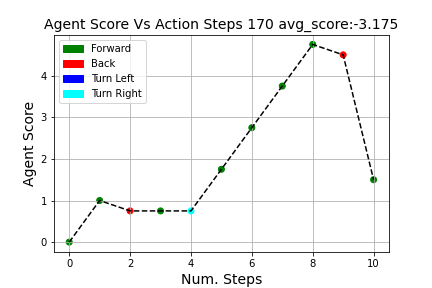 Agent Score Vs Action Steps 170 avg_score:-3.175
Forward
Back
Turn Left
Turn Right
4
3
2
1
0
Agent Score
0 2 4 6 8 10
Num. Steps